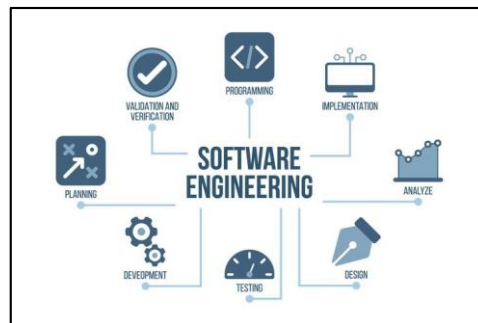 PROGRAMMING
VALIDATION AND
VERIFICATION
IMPLEMENTATION
SOFTWARE
ENGINEERING
PLANNING
ANALYZE
DEVEOPMENT
TESTING
DESIGN